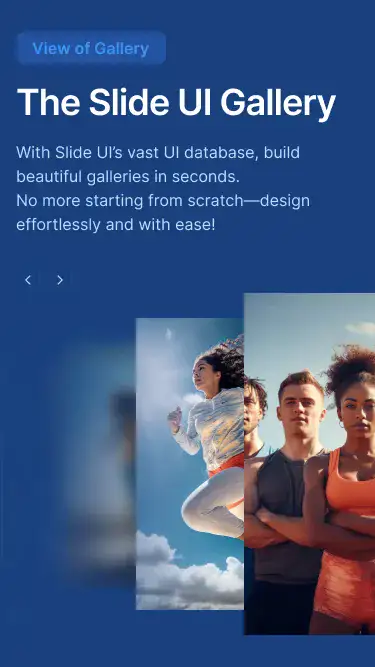 View of Gallery
The Slide UI Gallery
With Slide UI’s vast UI database, build
beautiful galleries in seconds.
No more starting from scratch—design
effortlessly and with ease!